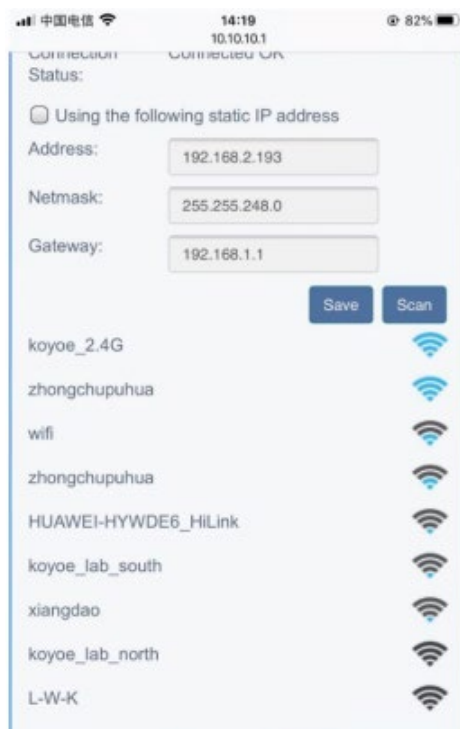 中国电信 14:19 82%
10.10.10.1
Connection Connected OK
Status:
Using the following static IP address
Address: 192.168.2.193
Netmask: 255.255.248.0
Gateway: 192.168.1.1
Save Scan
koyoe_2.4G
zhongchupuhua
wifi
zhongchupuhua
HUAWEI-HYWDE6_HiLink
koyoe_lab_south
xiangdao
koyoe_lab_north
L-W-K